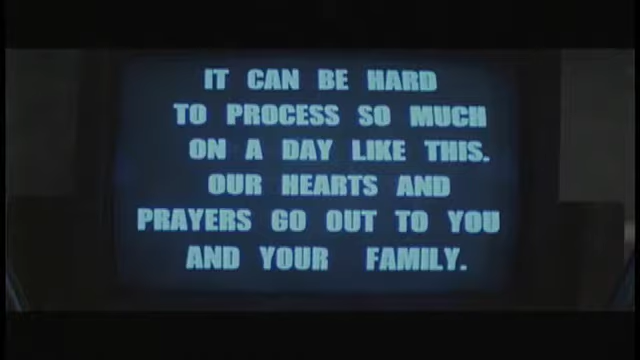 IT CAN BE HARD
TO PROCESS SO MUCH
ON A DAY LIKE THIS.
OUR HEARTS AND
PRAYERS GO OUT TO YOU
AND YOUR FAMILY.